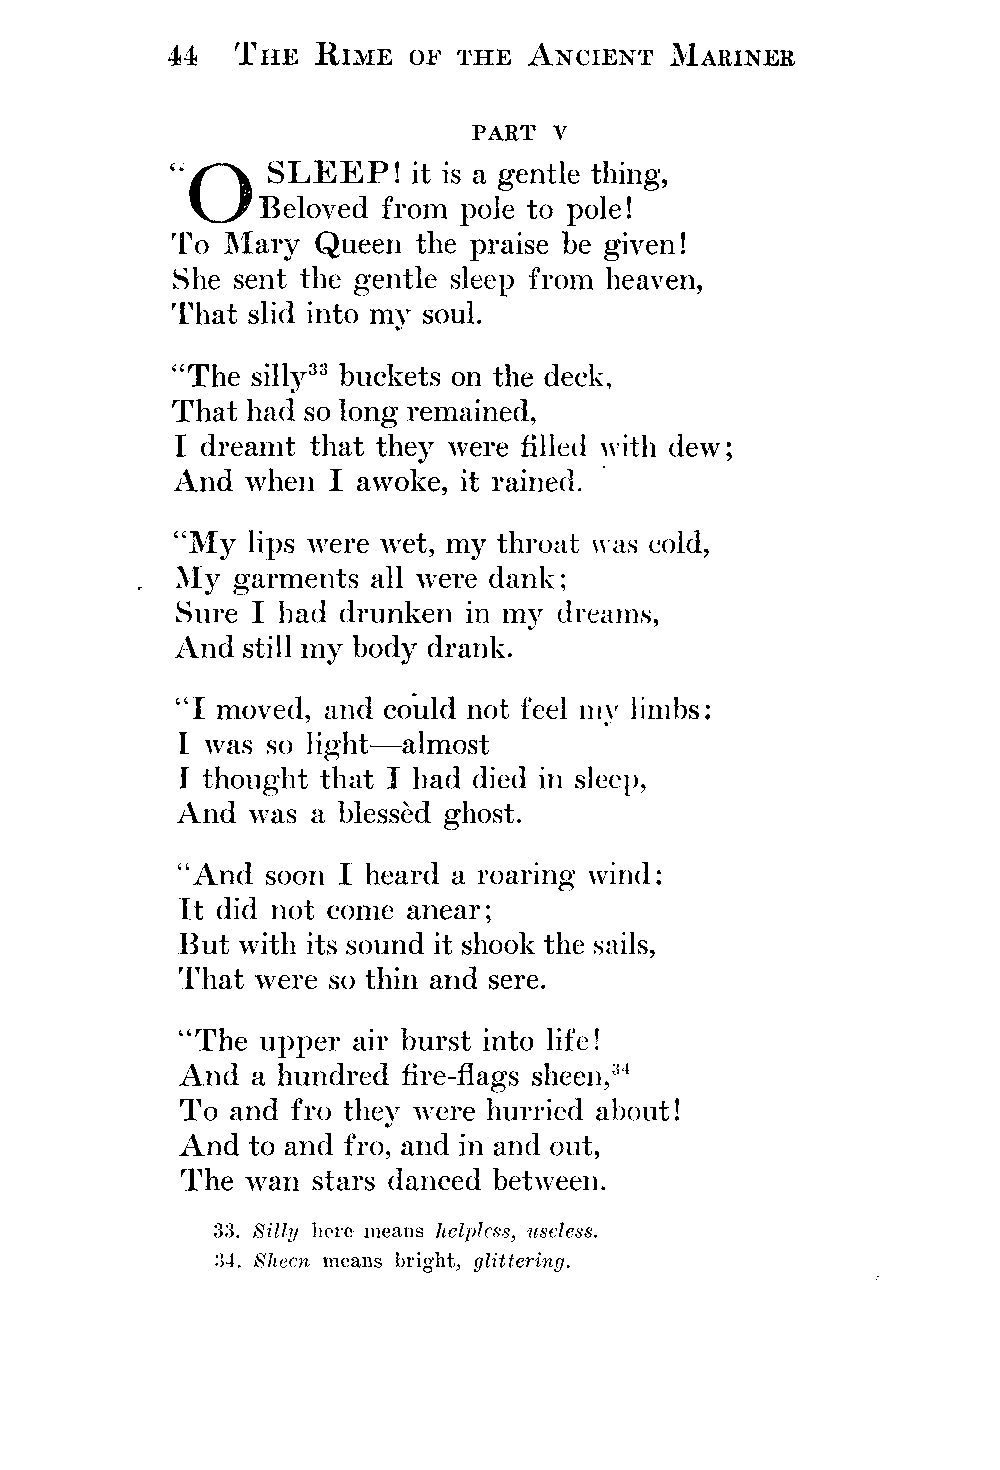 44 THE RIME OF THE ANCIENT MARINER
PART V
"O SLEEP! it is a gentle thing,
Beloved from pole to pole!
To Mary Queen the praise be given!
She sent the gentle sleep from heaven,
That slid into my soul.
"The silly³³ buckets on the deck,
That had so long remained,
I dreamt that they were filled with dew;
And when I awoke, it rained.
"My lips were wet, my throat was cold,
My garments all were dank;
Sure I had drunken in my dreams,
And still my body drank.
"I moved, and could not feel my limbs:
I was so light—almost
I thought that I had died in sleep,
And was a blessèd ghost.
"And soon I heard a roaring wind:
It did not come anear;
But with its sound it shook the sails,
That were so thin and sere.
"The upper air burst into life!
And a hundred fire-flags sheen,³⁴
To and fro they were hurried about!
And to and fro, and in and out,
The wan stars danced between.
33. Silly here means helpless, useless.
34. Sheen means bright, glittering.